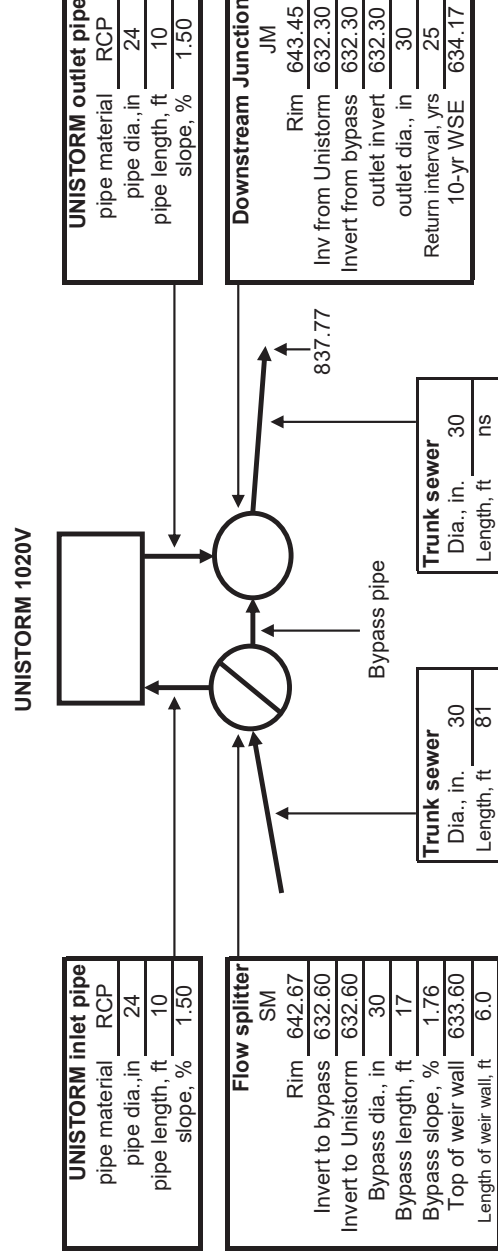 UNISTORM 1020V
UNISTORM inlet pipe
pipe material RCP
pipe dia.,in 24
pipe length, ft 10
slope, % 1.50
UNISTORM outlet pipe
pipe material RCP
pipe dia.,in 24
pipe length, ft 10
slope, % 1.50
Flow splitter
SM
Rim 642.67
Invert to bypass 632.60
Invert to Unistorm 632.60
Bypass dia., in 30
Bypass length, ft 17
Bypass slope, % 1.76
Top of weir wall 633.60
Length of weir wall, ft 6.0
Bypass pipe
837.77
Downstream Junction
JM
Rim 643.45
Inv from Unistorm 632.30
Invert from bypass 632.30
outlet invert 632.30
outlet dia., in 30
Return interval, yrs 25
10-yr WSE 634.17
Trunk sewer
Dia., in. 30
Length, ft 81
Trunk sewer
Dia., in. 30
Length, ft ns